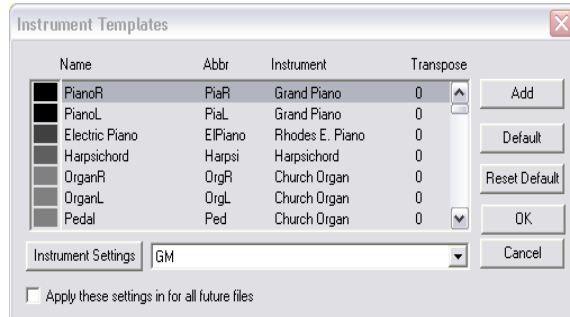 Instrument Templates
Name Abbr Instrument Transpose
PianoR PiaR Grand Piano 0
PianoL PiaL Grand Piano 0
Electric Piano ElPiano Rhodes E. Piano 0
Harpsichord Harpsi Harpsichord 0
OrganR OrgR Church Organ 0
OrganL OrgL Church Organ 0
Pedal Ped Church Organ 0
Add
Default
Reset Default
OK
Cancel
Instrument Settings GM
Apply these settings in for all future files